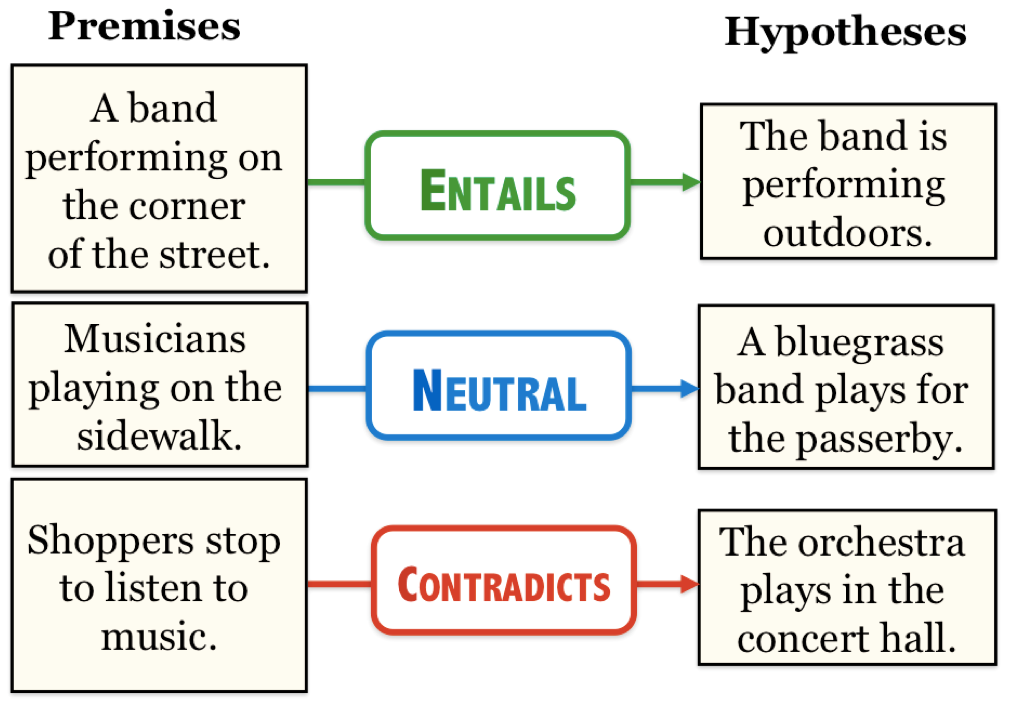 Premises
Hypotheses
A band
performing on
the corner
of the street.
ENTAILS
The band is
performing
outdoors.
Musicians
playing on the
sidewalk.
NEUTRAL
A bluegrass
band plays for
the passerby.
Shoppers stop
to listen to
music.
CONTRADICTS
The orchestra
plays in the
concert hall.